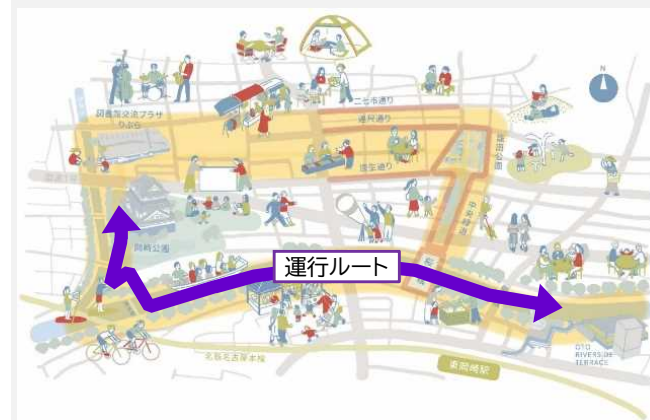 N
二七市通り
連尺通り
図書館交流プラザ
りぶら
籠田公園
康生通り
中央緑道
岡崎公園
運行ルート
名鉄名古屋本線
東岡崎駅
OTO
RIVERSIDE
TERRACE